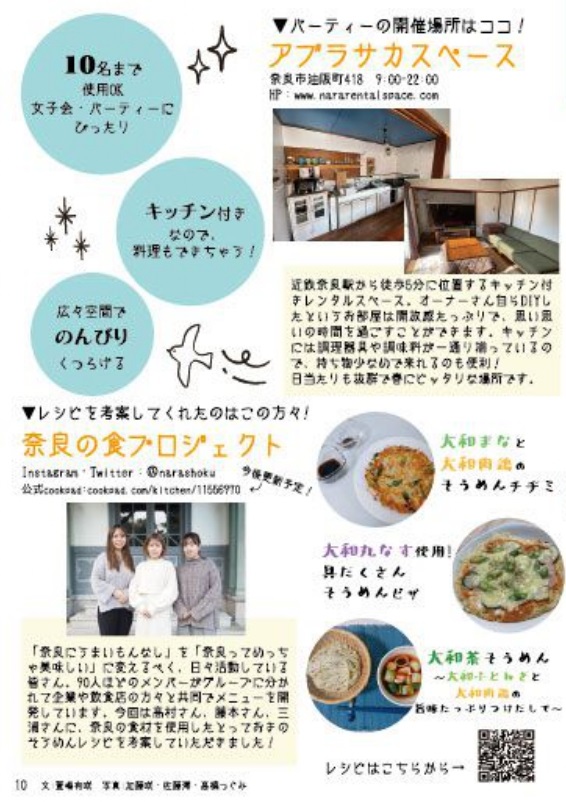 10名まで
使用OK
女子会・パーティーに
ぴったり
キッチン付き
なので、
料理もできちゃう！
広々空間で
のんびり
くつろげる
▼パーティーの開催場所はココ！
アブラサカスペース
奈良市油阪町418 9:00-22:00
HP：www.nararentalspace.com
近鉄奈良駅から徒歩5分に位置するキッチン付
きレンタルスペース。オーナーさん自らDIYし
たというお部屋は開放感たっぷりで、思い思
いの時間を過ごすことができます。キッチン
には調理器具や調味料が一通り揃っているの
で、持ち物少なめで来れるのも便利！
日当たりも抜群で春にピッタリな場所です。
▼レシピを考案してくれたのはこの方々！
奈良の食プロジェクト
Instagram・Twitter：@narashoku
公式cookpad:cookpad.com/kitchen/11556970
今後更新予定！
「奈良にうまいもんなし」を「奈良ってめっち
ゃ美味しい」に変えるべく、日々活動している
皆さん。90人ほどのメンバーがグループに分か
れて企業や飲食店の方々と共同でメニューを開
発しています。今回は高村さん、藤本さん、三
浦さんに、奈良の食材を使用したとっておきの
そうめんレシピを考案していただきました！
大和まなと
大和肉鶏の
そうめんチヂミ
大和丸なす使用！
具だくさん
そうめんピザ
大和茶そうめん
～大和ふとねぎと
大和肉鶏の
旨味たっぷりつけだして～
レシピはこちらから→
10 文 有咲 写真 加藤咲・佐藤 ・高橋つぐみ